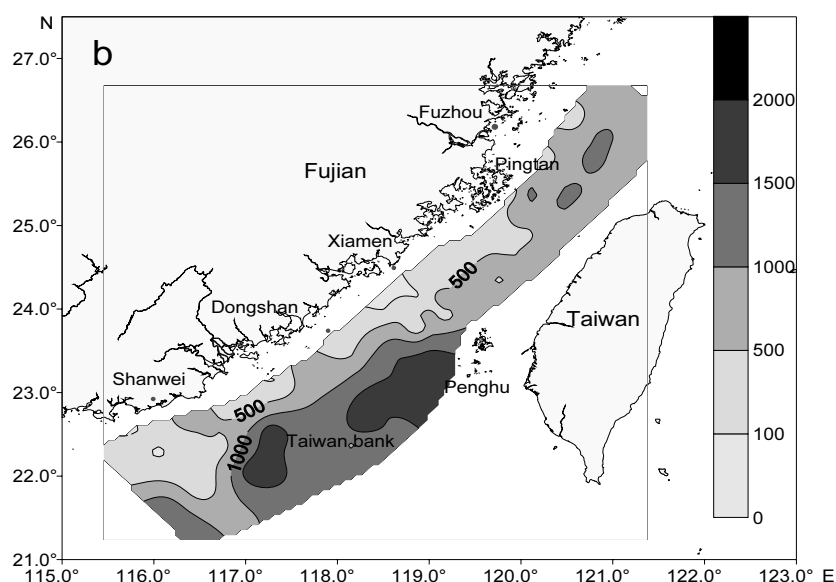 N
b
27.0°
26.0°
25.0°
24.0°
23.0°
22.0°
21.0°
115.0° 116.0° 117.0° 118.0° 119.0° 120.0° 121.0° 122.0° 123.0° E
Fuzhou
Fujian
Pingtan
Xiamen
500
Dongshan
Taiwan
Shanwei
Penghu
500
1000
Taiwan bank
2000
1500
1000
500
100
0